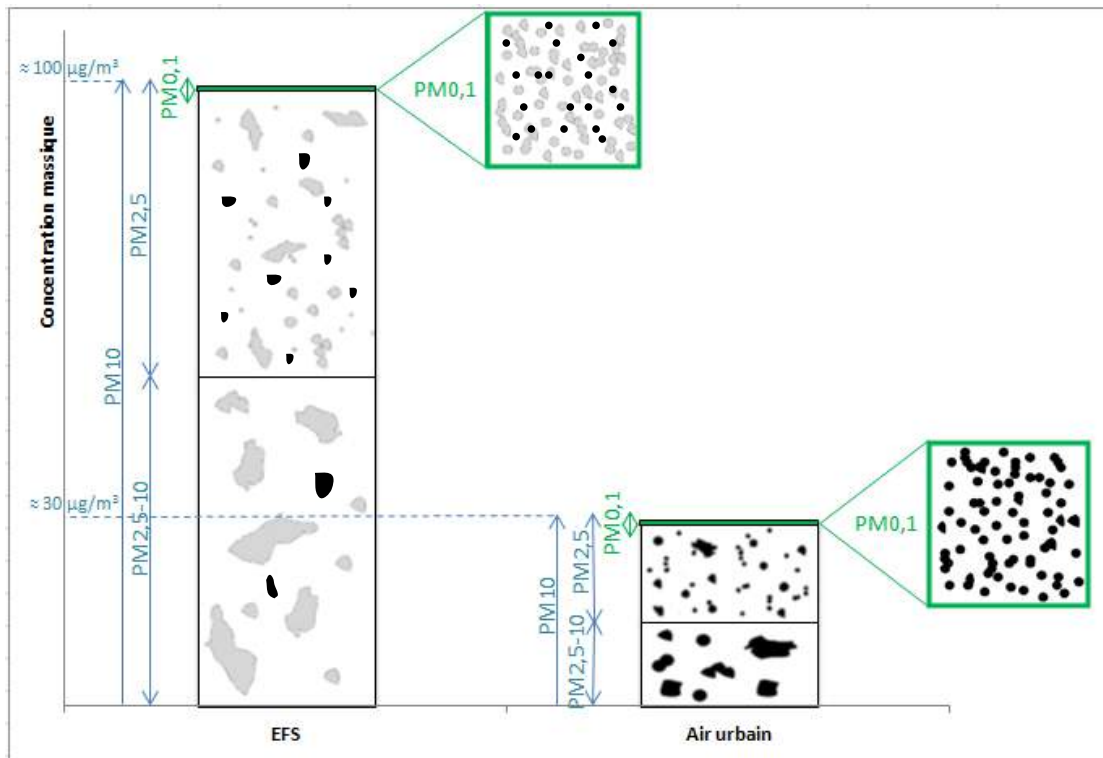 ≈ 100 µg/m³
Concentration massique
PM10
PM2,5
PM2,5-10
PM0,1
PM0,1
≈ 30 µg/m³
PM10
PM2,5
PM2,5-10
PM0,1
PM0,1
EFS
Air urbain